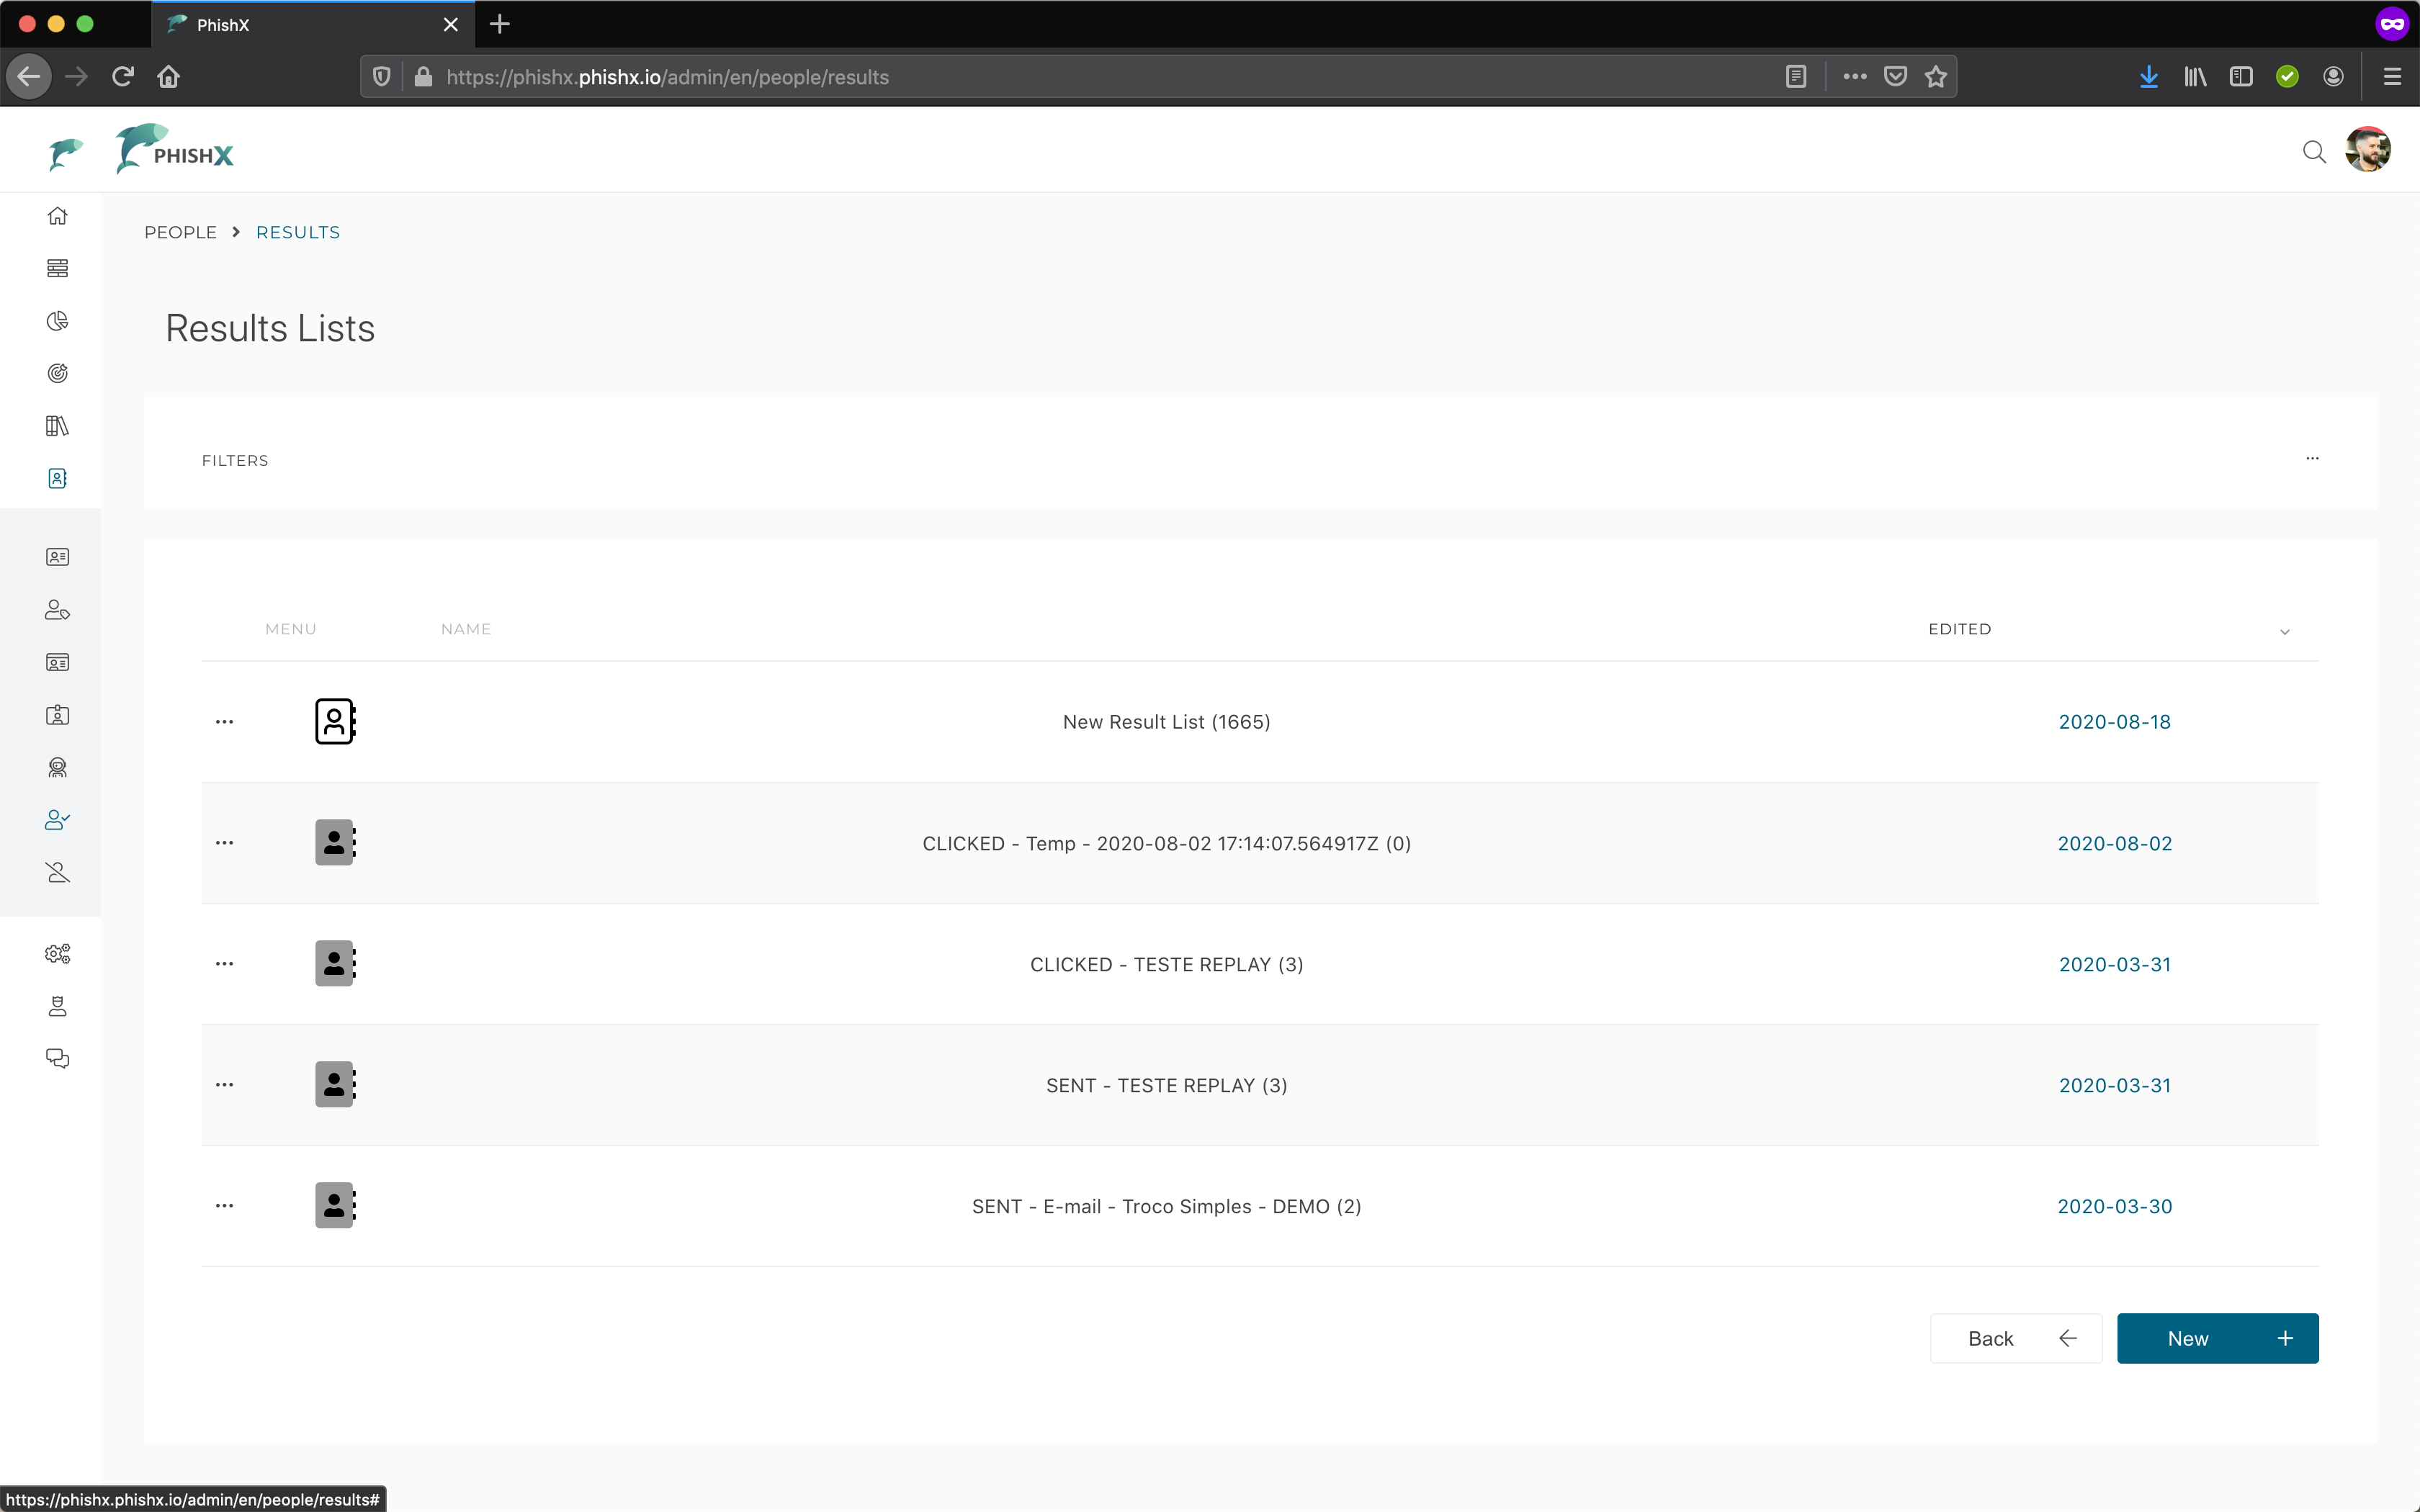 PhishX
https://phishx.phishx.io/admin/en/people/results
PHISHX
PEOPLE > RESULTS
Results Lists
FILTERS
MENU NAME EDITED
New Result List (1665) 2020-08-18
CLICKED - Temp - 2020-08-02 17:14:07.564917Z (0) 2020-08-02
CLICKED - TESTE REPLAY (3) 2020-03-31
SENT - TESTE REPLAY (3) 2020-03-31
SENT - E-mail - Troco Simples - DEMO (2) 2020-03-30
Back New
https://phishx.phishx.io/admin/en/people/results#